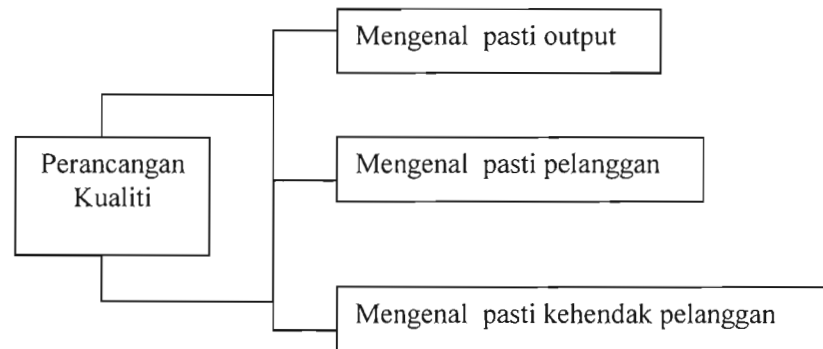 Mengenal pasti output
Perancangan
Kualiti
Mengenal pasti pelanggan
Mengenal pasti kehendak pelanggan